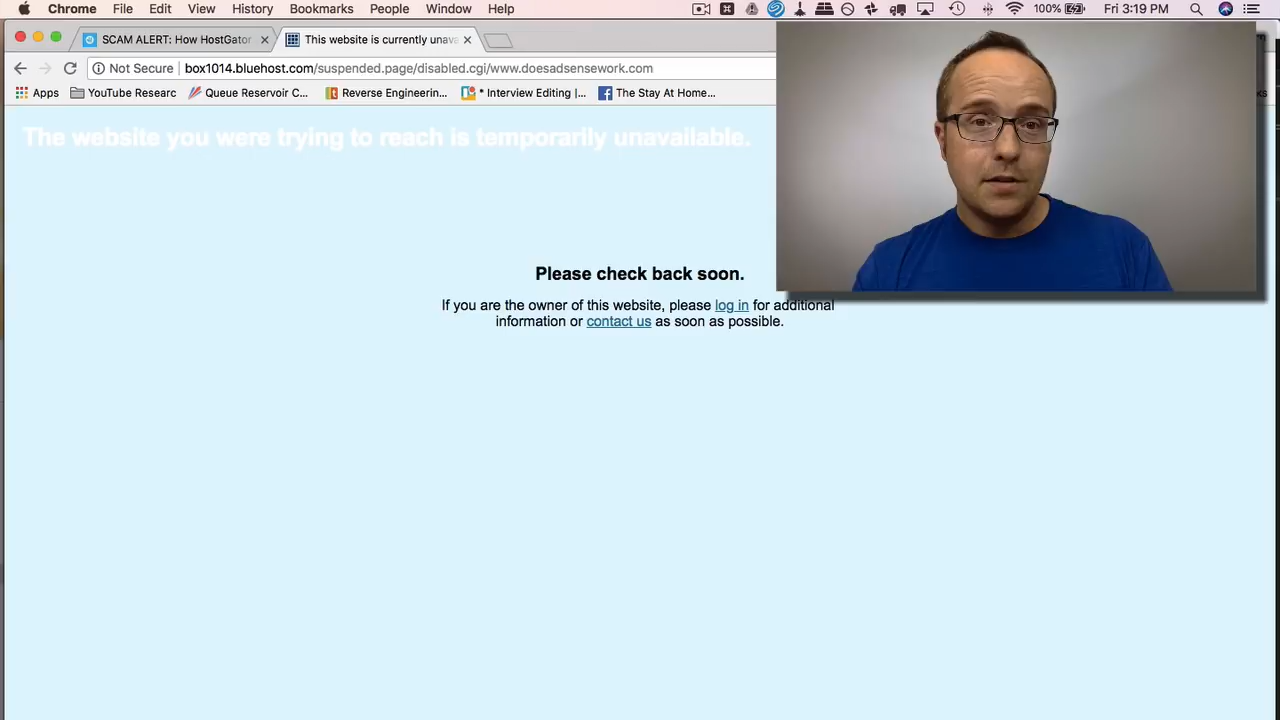 Chrome File Edit View History Bookmarks People Window Help 100% Fri 3:19 PM
SCAM ALERT: How HostGator
This website is currently unava
Not Secure box1014.bluehost.com/suspended.page/disabled.cgi/www.doesadsensework.com
Apps YouTube Researc Queue Reservoir C... Reverse Engineerin... * Interview Editing |... The Stay At Home...
The website you were trying to reach is temporarily unavailable.
Please check back soon.
If you are the owner of this website, please log in for additional
information or contact us as soon as possible.